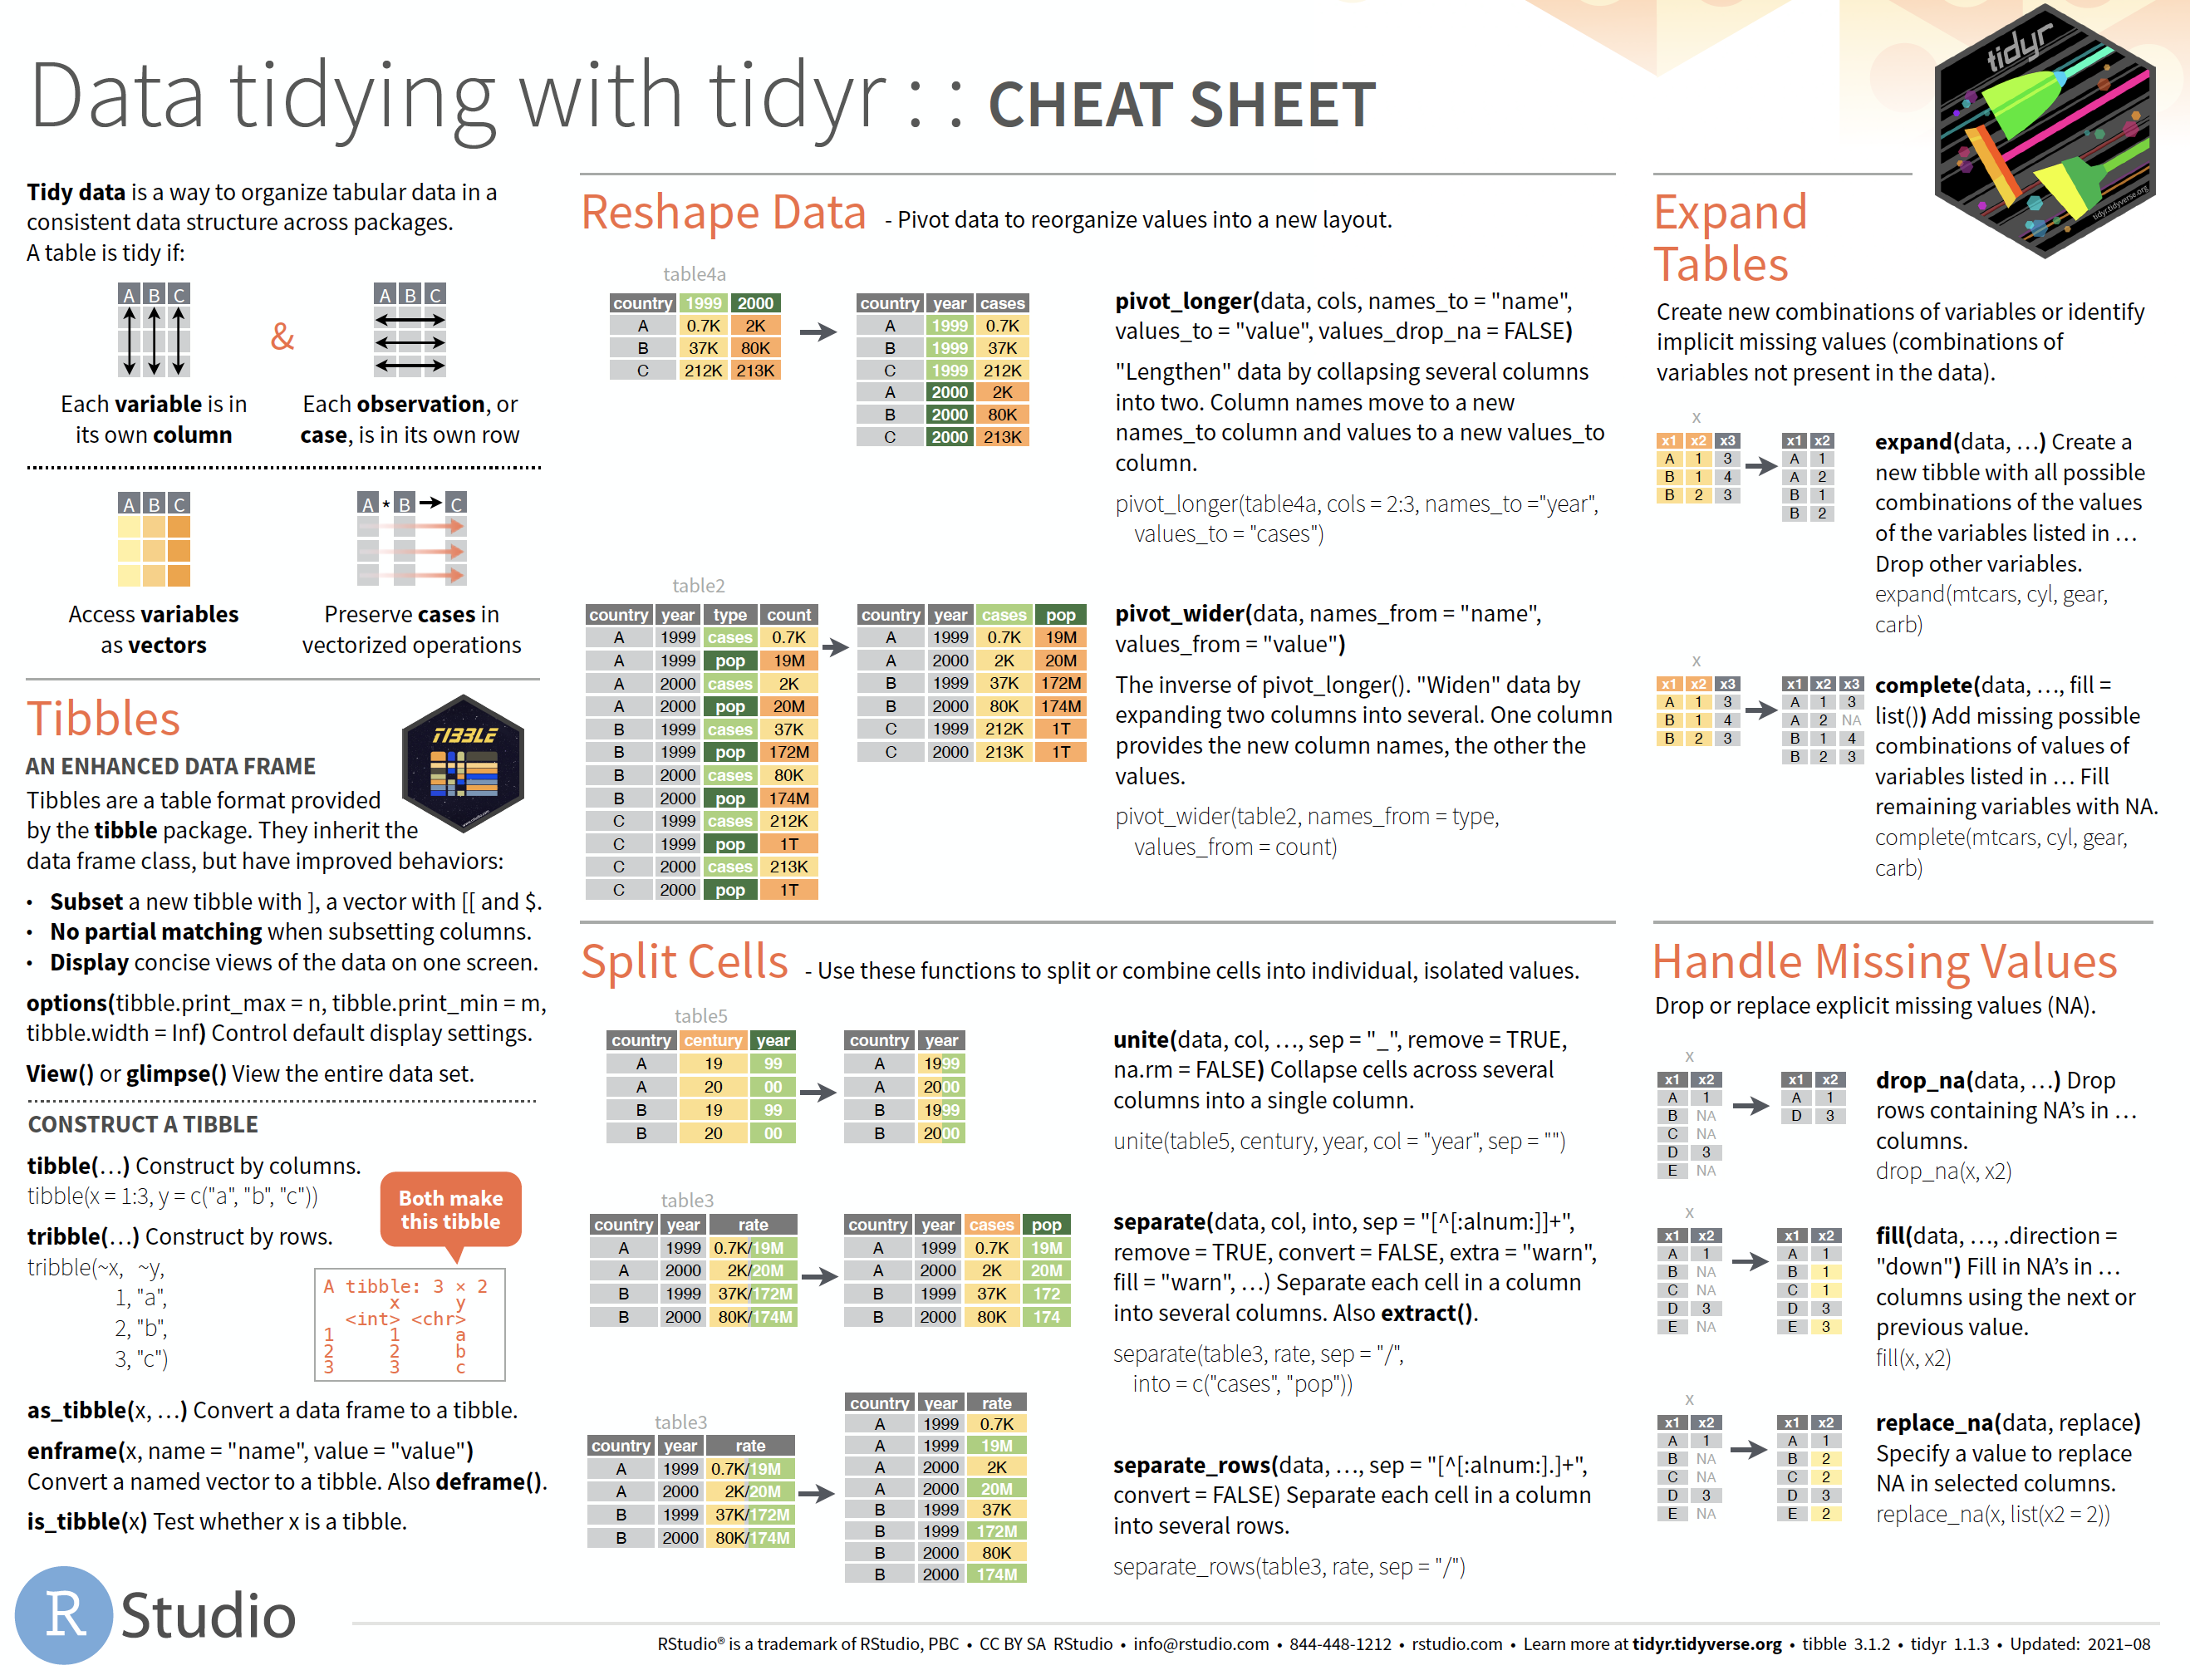 Data tidying with tidyr : : CHEAT SHEET
tidyr
tidyr.tidyverse.org
Tidy data is a way to organize tabular data in a
consistent data structure across packages.
A table is tidy if:
A B C
&
A B C
Each variable is in
its own column
Each observation, or
case, is in its own row
A B C
A * B → C
Access variables
as vectors
Preserve cases in
vectorized operations
Tibbles
TIBBLE
AN ENHANCED DATA FRAME
Tibbles are a table format provided
by the tibble package. They inherit the
data frame class, but have improved behaviors:
• Subset a new tibble with ], a vector with [[ and $.
• No partial matching when subsetting columns.
• Display concise views of the data on one screen.
options(tibble.print_max = n, tibble.print_min = m,
tibble.width = Inf) Control default display settings.
View() or glimpse() View the entire data set.
CONSTRUCT A TIBBLE
tibble(…) Construct by columns.
tibble(x = 1:3, y = c("a", "b", "c"))
tribble(…) Construct by rows.
tribble(~x, ~y,
1, "a",
2, "b",
3, "c")
Both make
this tibble
A tibble: 3 × 2
x y
<int> <chr>
1 1 a
2 2 b
3 3 c
as_tibble(x, …) Convert a data frame to a tibble.
enframe(x, name = "name", value = "value")
Convert a named vector to a tibble. Also deframe().
is_tibble(x) Test whether x is a tibble.
Reshape Data - Pivot data to reorganize values into a new layout.
table4a
country 1999 2000
A 0.7K 2K
B 37K 80K
C 212K 213K
country year cases
A 1999 0.7K
B 1999 37K
C 1999 212K
A 2000 2K
B 2000 80K
C 2000 213K
pivot_longer(data, cols, names_to = "name",
values_to = "value", values_drop_na = FALSE)
"Lengthen" data by collapsing several columns
into two. Column names move to a new
names_to column and values to a new values_to
column.
pivot_longer(table4a, cols = 2:3, names_to ="year",
values_to = "cases")
table2
country year type count
A 1999 cases 0.7K
A 1999 pop 19M
A 2000 cases 2K
A 2000 pop 20M
B 1999 cases 37K
B 1999 pop 172M
B 2000 cases 80K
B 2000 pop 174M
C 1999 cases 212K
C 1999 pop 1T
C 2000 cases 213K
C 2000 pop 1T
country year cases pop
A 1999 0.7K 19M
A 2000 2K 20M
B 1999 37K 172M
B 2000 80K 174M
C 1999 212K 1T
C 2000 213K 1T
pivot_wider(data, names_from = "name",
values_from = "value")
The inverse of pivot_longer(). "Widen" data by
expanding two columns into several. One column
provides the new column names, the other the
values.
pivot_wider(table2, names_from = type,
values_from = count)
Split Cells - Use these functions to split or combine cells into individual, isolated values.
table5
country century year
A 19 99
A 20 00
B 19 99
B 20 00
country year
A 1999
A 2000
B 1999
B 2000
unite(data, col, …, sep = "_", remove = TRUE,
na.rm = FALSE) Collapse cells across several
columns into a single column.
unite(table5, century, year, col = "year", sep = "")
table3
country year rate
A 1999 0.7K/19M
A 2000 2K/20M
B 1999 37K/172M
B 2000 80K/174M
country year cases pop
A 1999 0.7K 19M
A 2000 2K 20M
B 1999 37K 172
B 2000 80K 174
separate(data, col, into, sep = "[^[:alnum:]]+",
remove = TRUE, convert = FALSE, extra = "warn",
fill = "warn", …) Separate each cell in a column
into several columns. Also extract().
separate(table3, rate, sep = "/",
into = c("cases", "pop"))
table3
country year rate
A 1999 0.7K/19M
A 2000 2K/20M
B 1999 37K/172M
B 2000 80K/174M
country year rate
A 1999 0.7K
A 1999 19M
A 2000 2K
A 2000 20M
B 1999 37K
B 1999 172M
B 2000 80K
B 2000 174M
separate_rows(data, …, sep = "[^[:alnum:].]+",
convert = FALSE) Separate each cell in a column
into several rows.
separate_rows(table3, rate, sep = "/")
Expand
Tables
Create new combinations of variables or identify
implicit missing values (combinations of
variables not present in the data).
x
x1 x2 x3
A 1 3
B 1 4
B 2 3
x1 x2
A 1
A 2
B 1
B 2
expand(data, …) Create a
new tibble with all possible
combinations of the values
of the variables listed in …
Drop other variables.
expand(mtcars, cyl, gear,
carb)
x
x1 x2 x3
A 1 3
B 1 4
B 2 3
x1 x2 x3
A 1 3
A 2 NA
B 1 4
B 2 3
complete(data, …, fill =
list()) Add missing possible
combinations of values of
variables listed in … Fill
remaining variables with NA.
complete(mtcars, cyl, gear,
carb)
Handle Missing Values
Drop or replace explicit missing values (NA).
x
x1 x2
A 1
B NA
C NA
D 3
E NA
x1 x2
A 1
D 3
drop_na(data, …) Drop
rows containing NA’s in …
columns.
drop_na(x, x2)
x
x1 x2
A 1
B NA
C NA
D 3
E NA
x1 x2
A 1
B 1
C 1
D 3
E 3
fill(data, …, .direction =
"down") Fill in NA’s in …
columns using the next or
previous value.
fill(x, x2)
x
x1 x2
A 1
B NA
C NA
D 3
E NA
x1 x2
A 1
B 2
C 2
D 3
E 2
replace_na(data, replace)
Specify a value to replace
NA in selected columns.
replace_na(x, list(x2 = 2))
R Studio
RStudio® is a trademark of RStudio, PBC • CC BY SA RStudio • info@rstudio.com • 844-448-1212 • rstudio.com • Learn more at tidyr.tidyverse.org • tibble 3.1.2 • tidyr 1.1.3 • Updated: 2021–08